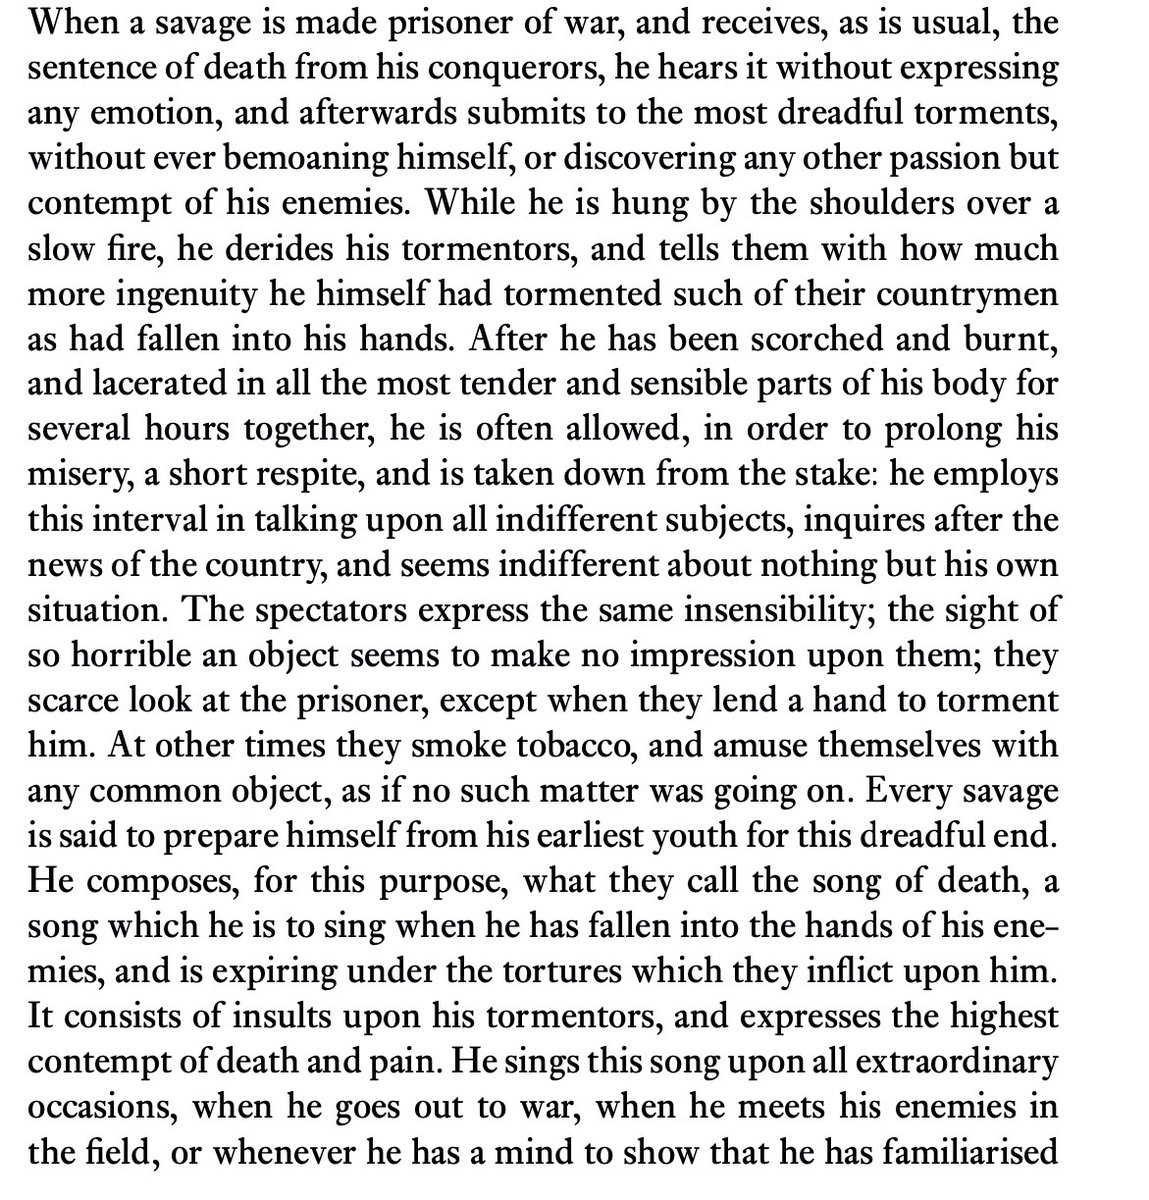 When a savage is made prisoner of war, and receives, as is usual, the
sentence of death from his conquerors, he hears it without expressing
any emotion, and afterwards submits to the most dreadful torments,
without ever bemoaning himself, or discovering any other passion but
contempt of his enemies. While he is hung by the shoulders over a
slow fire, he derides his tormentors, and tells them with how much
more ingenuity he himself had tormented such of their countrymen
as had fallen into his hands. After he has been scorched and burnt,
and lacerated in all the most tender and sensible parts of his body for
several hours together, he is often allowed, in order to prolong his
misery, a short respite, and is taken down from the stake: he employs
this interval in talking upon all indifferent subjects, inquires after the
news of the country, and seems indifferent about nothing but his own
situation. The spectators express the same insensibility; the sight of
so horrible an object seems to make no impression upon them; they
scarce look at the prisoner, except when they lend a hand to torment
him. At other times they smoke tobacco, and amuse themselves with
any common object, as if no such matter was going on. Every savage
is said to prepare himself from his earliest youth for this dreadful end.
He composes, for this purpose, what they call the song of death, a
song which he is to sing when he has fallen into the hands of his ene-
mies, and is expiring under the tortures which they inflict upon him.
It consists of insults upon his tormentors, and expresses the highest
contempt of death and pain. He sings this song upon all extraordinary
occasions, when he goes out to war, when he meets his enemies in
the field, or whenever he has a mind to show that he has familiarised